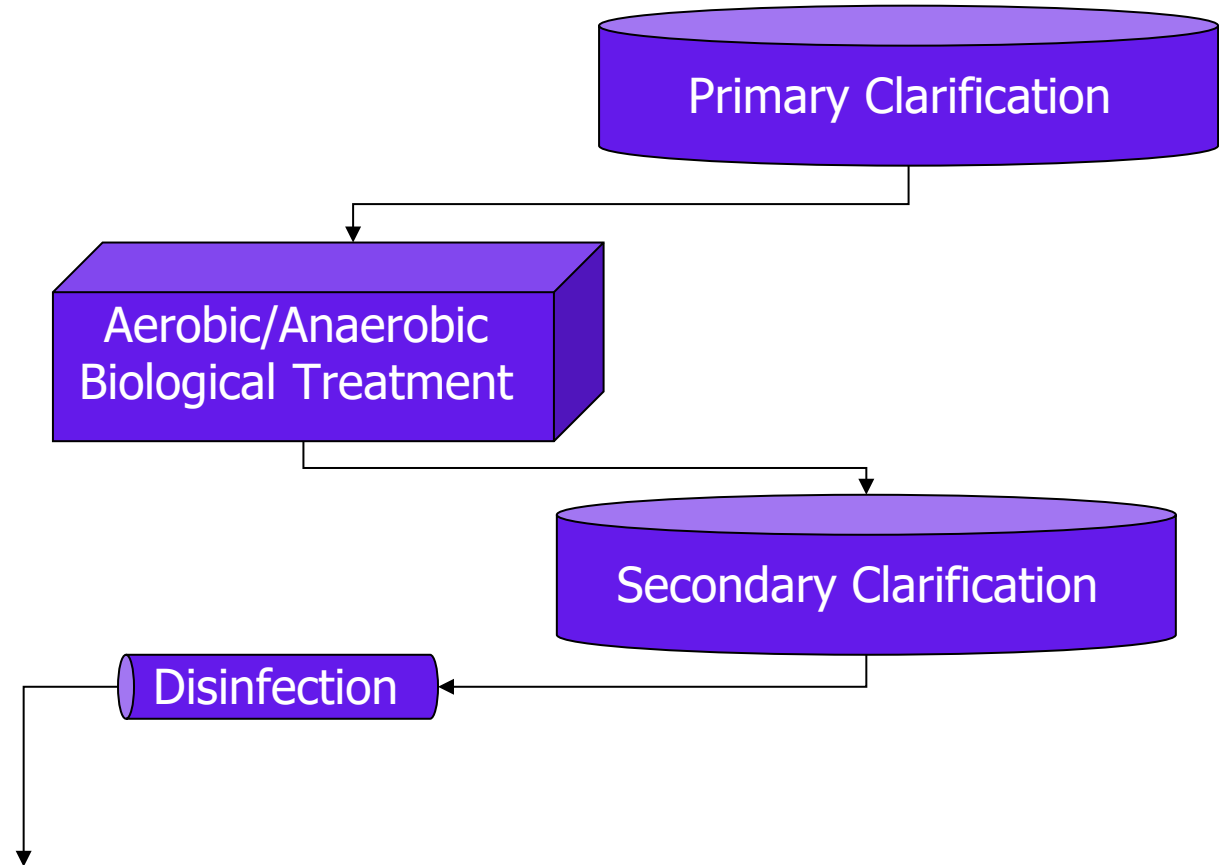 Primary Clarification
Aerobic/Anaerobic
Biological Treatment
Secondary Clarification
Disinfection